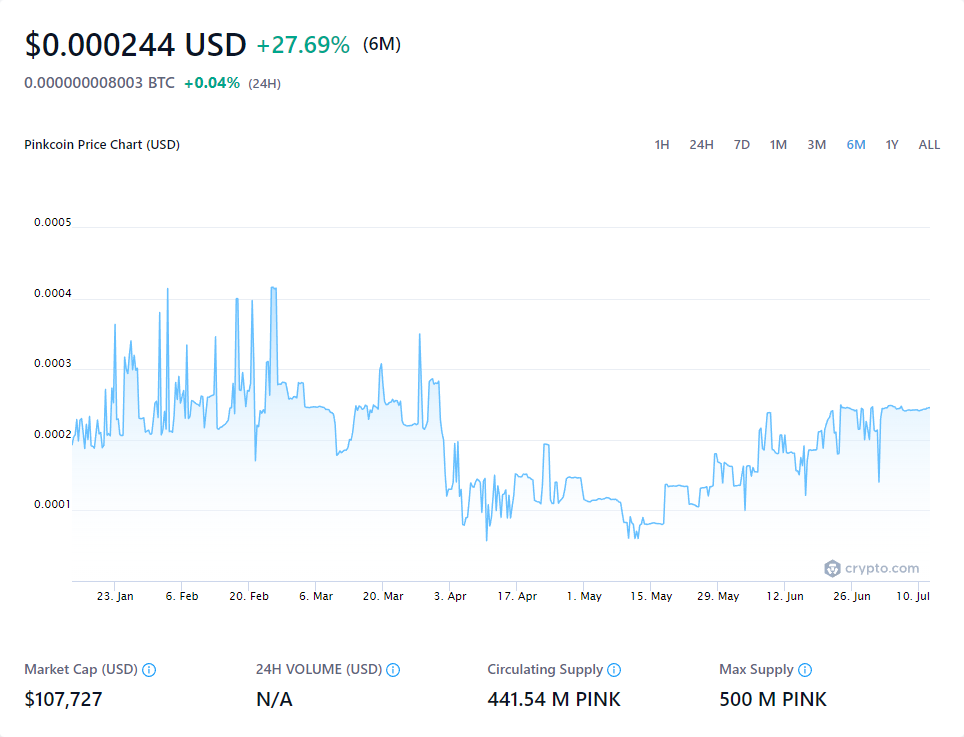 $0.000244 USD +27.69% (6M)
0.000000008003 BTC +0.04% (24H)
Pinkcoin Price Chart (USD) 1H 24H 7D 1M 3M 6M 1Y ALL
0.0005
0.0004
0.0003
0.0002
0.0001
crypto.com
23. Jan 6. Feb 20. Feb 6. Mar 20. Mar 3. Apr 17. Apr 1. May 15. May 29. May 12. Jun 26. Jun 10. Jul
Market Cap (USD) 24H VOLUME (USD) Circulating Supply Max Supply
$107,727 N/A 441.54 M PINK 500 M PINK